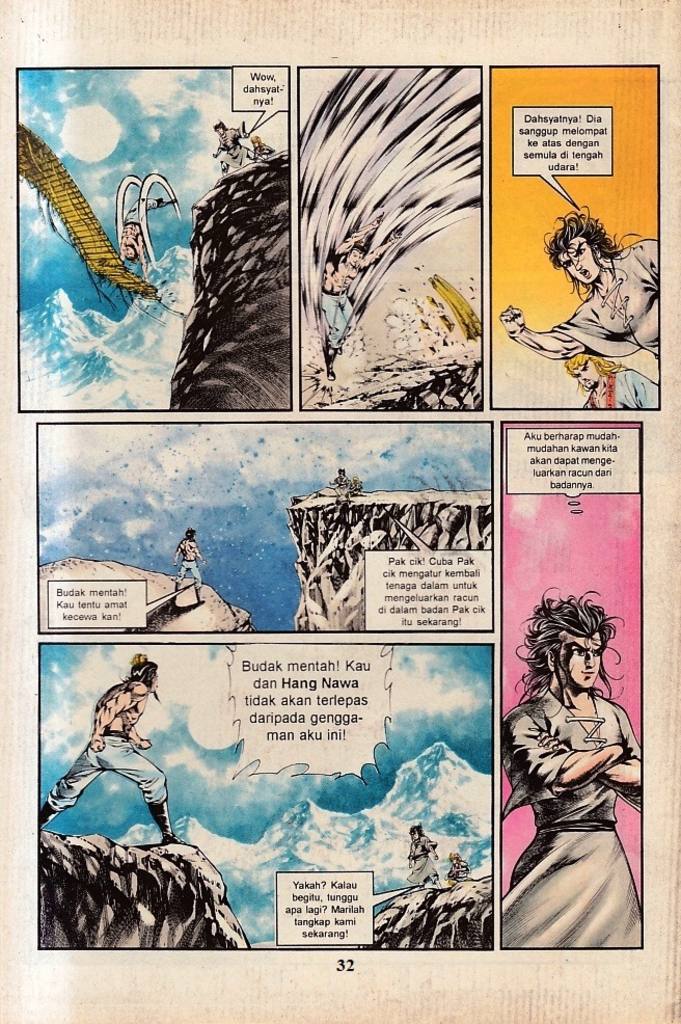 Wow,
dahsyat-
nya!
Dahsyatnya! Dia
sanggup melompat
ke atas dengan
semula di tengah
udara!
Budak mentah!
Kau tentu amat
kecewa kan!
Pak cik! Cuba Pak
cik mengatur kembali
tenaga dalam untuk
mengeluarkan racun
di dalam badan Pak cik
itu sekarang!
Aku berharap mudah-
mudahan kawan kita
akan dapat menge-
luarkan racun dari
badannya.
Budak mentah! Kau
dan Hang Nawa
tidak akan terlepas
daripada gengga-
man aku ini!
Yakah? Kalau
begitu, tunggu
apa lagi? Marilah
tangkap kami
sekarang!
32